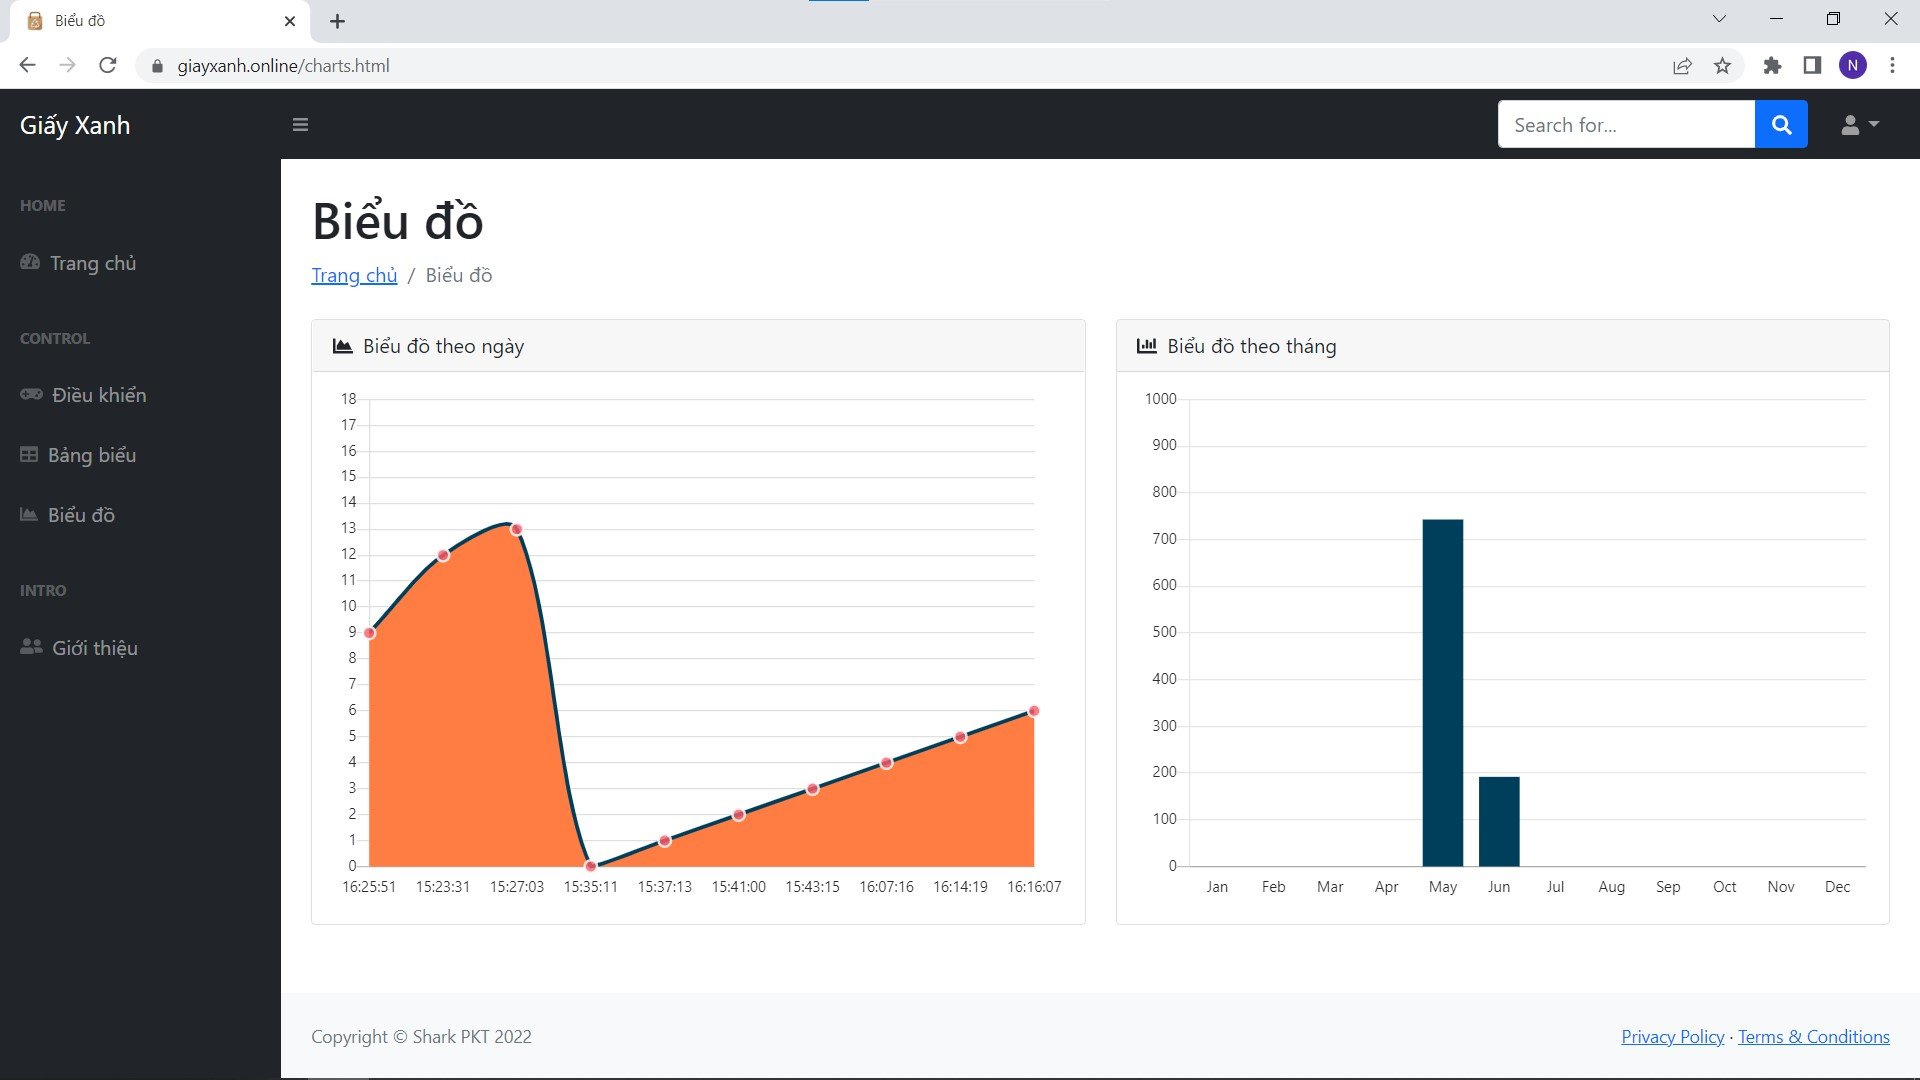 Biểu đồ
giayxanh.online/charts.html
N
Giấy Xanh
Search for...
HOME
Trang chủ
CONTROL
Điều khiển
Bảng biểu
Biểu đồ
INTRO
Giới thiệu
Biểu đồ
Trang chủ / Biểu đồ
Biểu đồ theo ngày
18
17
16
15
14
13
12
11
10
9
8
7
6
5
4
3
2
1
0
16:25:51 15:23:31 15:27:03 15:35:11 15:37:13 15:41:00 15:43:15 16:07:16 16:14:19 16:16:07
Biểu đồ theo tháng
1000
900
800
700
600
500
400
300
200
100
0
Jan Feb Mar Apr May Jun Jul Aug Sep Oct Nov Dec
Copyright © Shark PKT 2022
Privacy Policy · Terms & Conditions